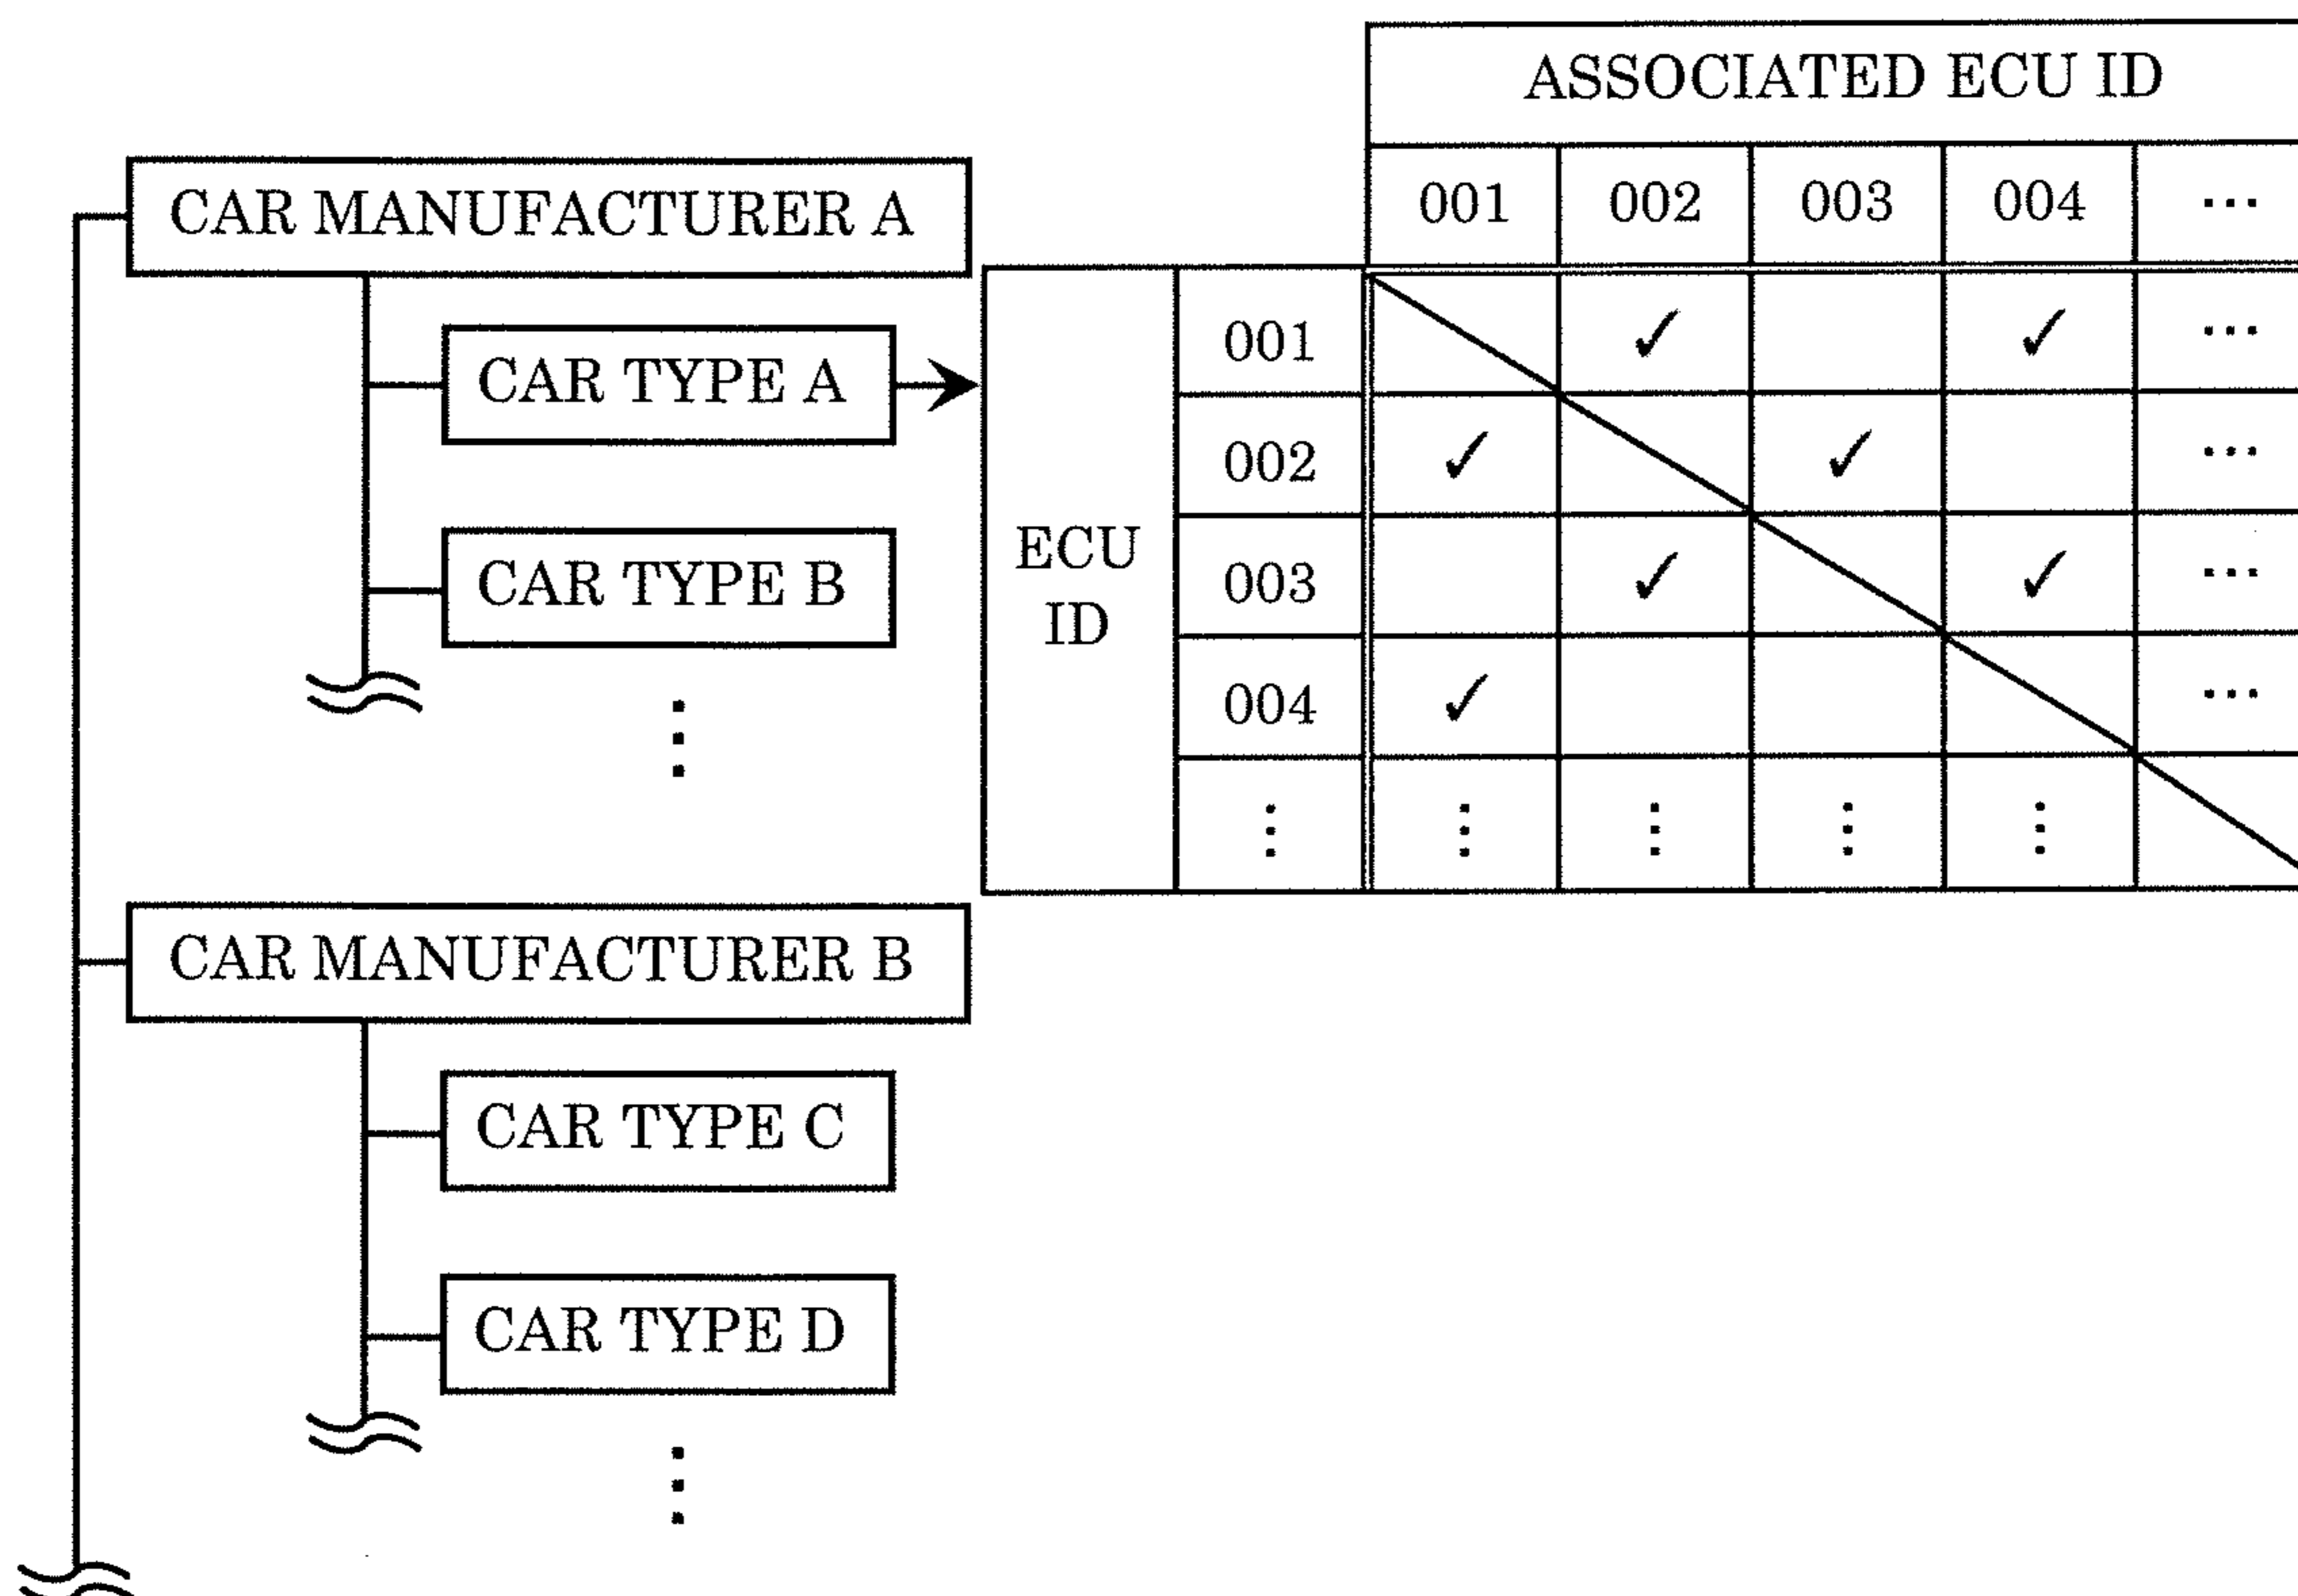 ASSOCIATED ECU ID
001 002 003 004 ...
CAR MANUFACTURER A
CAR TYPE A
CAR TYPE B
⋮
ECU
ID
001 ✓ ✓ ...
002 ✓ ✓ ...
003 ✓ ✓ ...
004 ✓ ...
⋮ ⋮ ⋮ ⋮ ⋮
CAR MANUFACTURER B
CAR TYPE C
CAR TYPE D
⋮